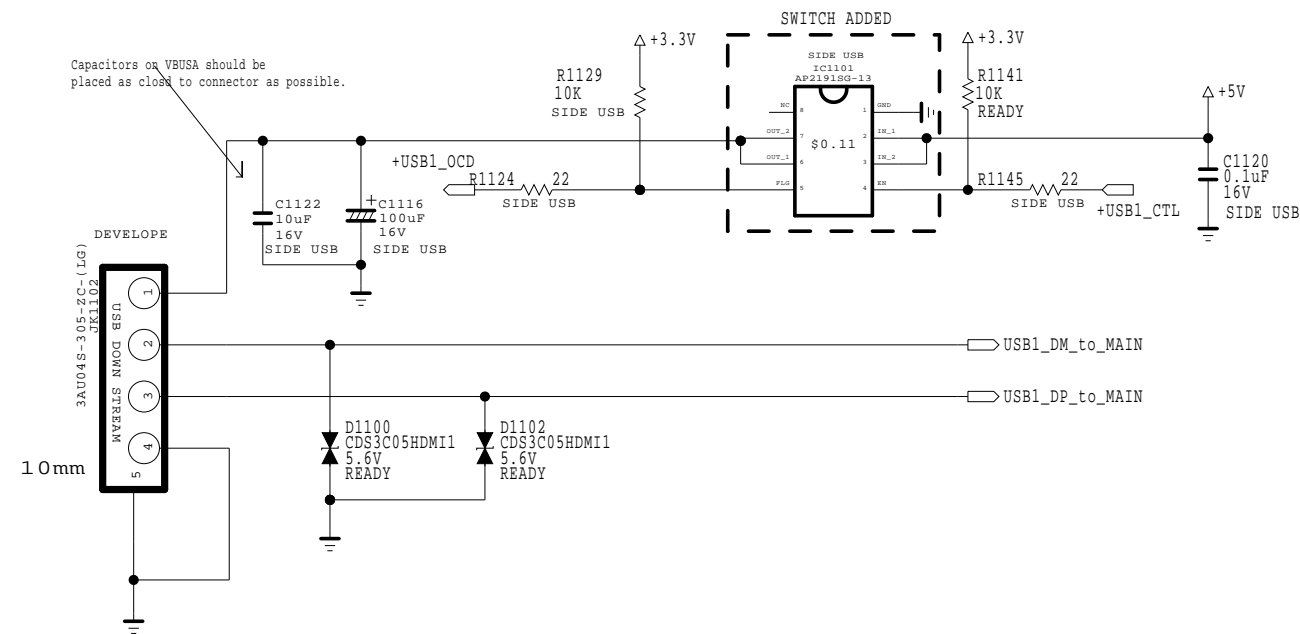 SWITCH ADDED
Capacitors on VBUSA should be
placed as closd to connector as possible.
+3.3V
R1129
10K
SIDE USB
SIDE USB
IC1101
AP2191SG-13
$0.11
NC
8
OUT_2
7
OUT_1
6
FLG
5
GND
1
IN_1
2
IN_2
3
EN
4
+3.3V
R1141
10K
READY
+5V
C1120
0.1uF
16V
SIDE USB
+USB1_OCD
R1124
22
SIDE USB
R1145
22
SIDE USB
+USB1_CTL
C1122
10uF
16V
SIDE USB
+
C1116
100uF
16V
SIDE USB
DEVELOPE
3AU04S-305-ZC-(LG)
JK1102
USB DOWN STREAM
1
2
3
4
5
10mm
USB1_DM_to_MAIN
USB1_DP_to_MAIN
D1100
CDS3C05HDMI1
5.6V
READY
D1102
CDS3C05HDMI1
5.6V
READY